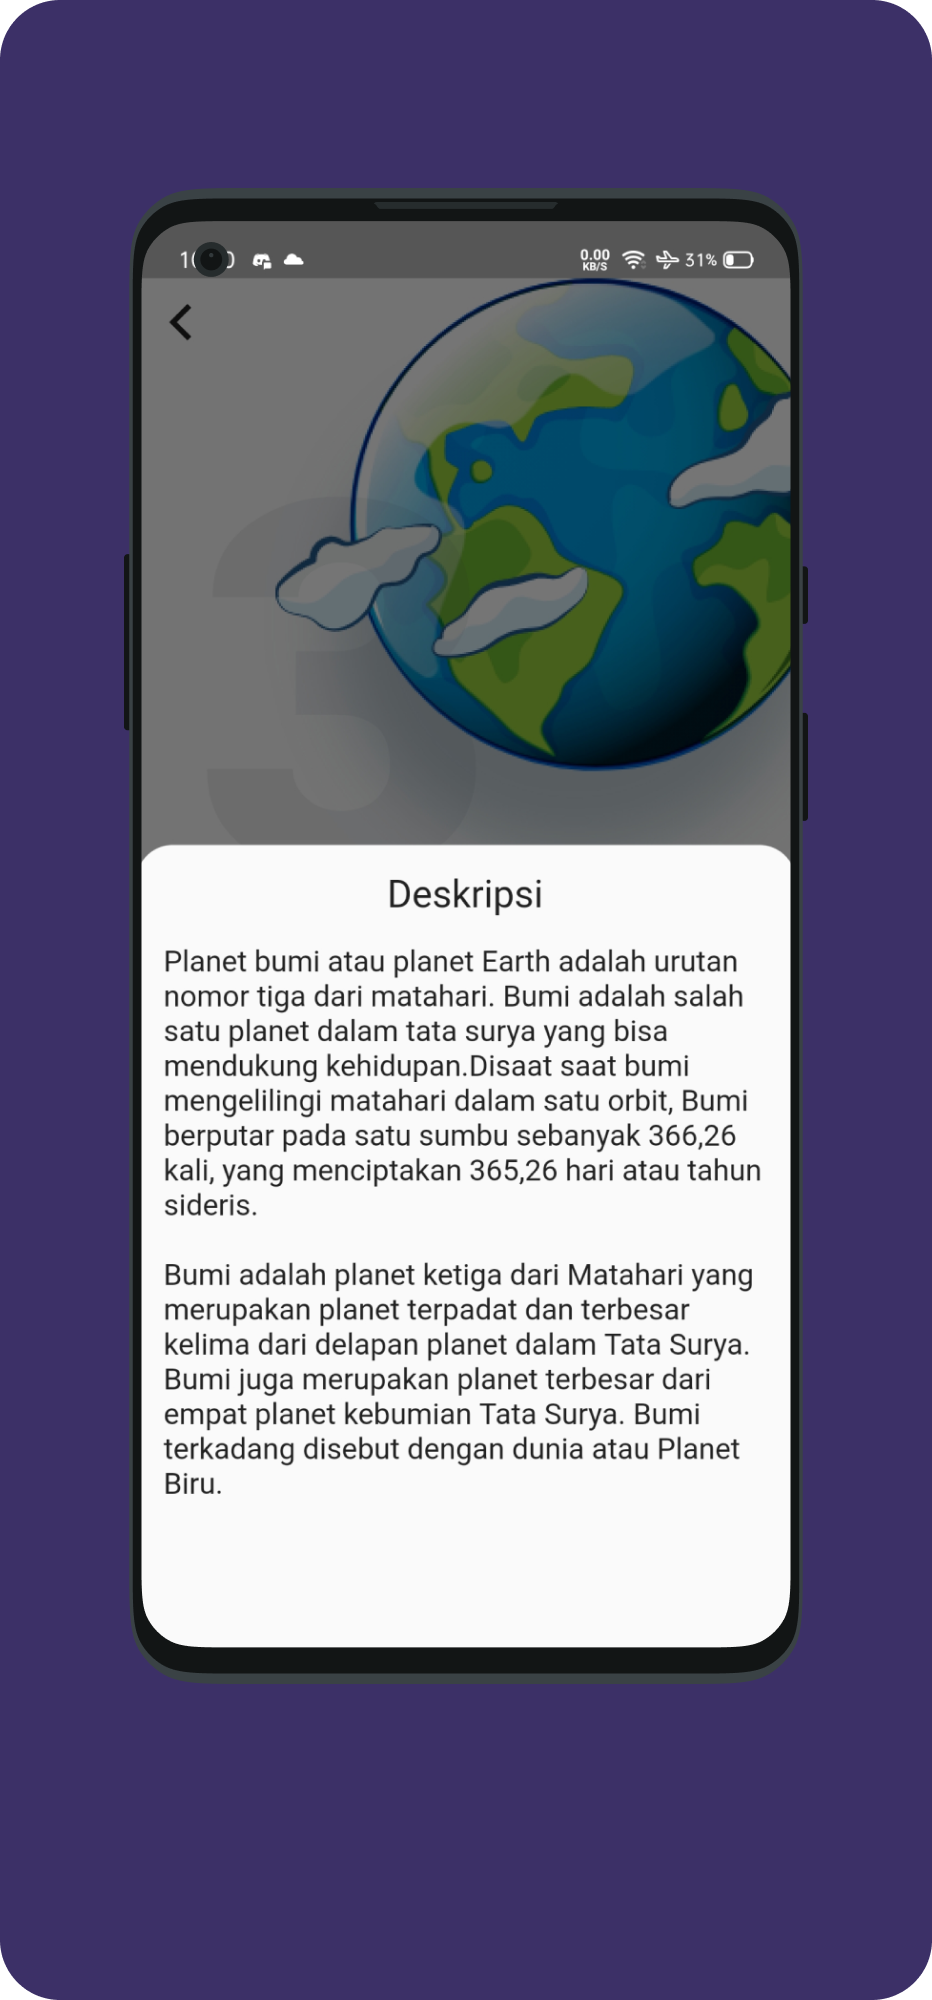 0.00
KB/S
31%
3
Deskripsi
Planet bumi atau planet Earth adalah urutan
nomor tiga dari matahari. Bumi adalah salah
satu planet dalam tata surya yang bisa
mendukung kehidupan.Disaat saat bumi
mengelilingi matahari dalam satu orbit, Bumi
berputar pada satu sumbu sebanyak 366,26
kali, yang menciptakan 365,26 hari atau tahun
sideris.
Bumi adalah planet ketiga dari Matahari yang
merupakan planet terpadat dan terbesar
kelima dari delapan planet dalam Tata Surya.
Bumi juga merupakan planet terbesar dari
empat planet kebumian Tata Surya. Bumi
terkadang disebut dengan dunia atau Planet
Biru.